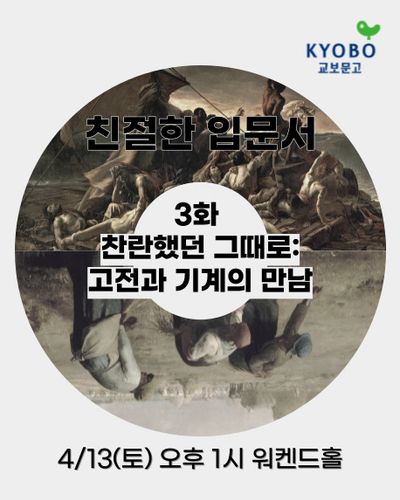 KYOBO
교보문고
친절한 입문서
3화
찬란했던 그때로:
고전과 기계의 만남
4/13(토) 오후 1시 워켄드홀